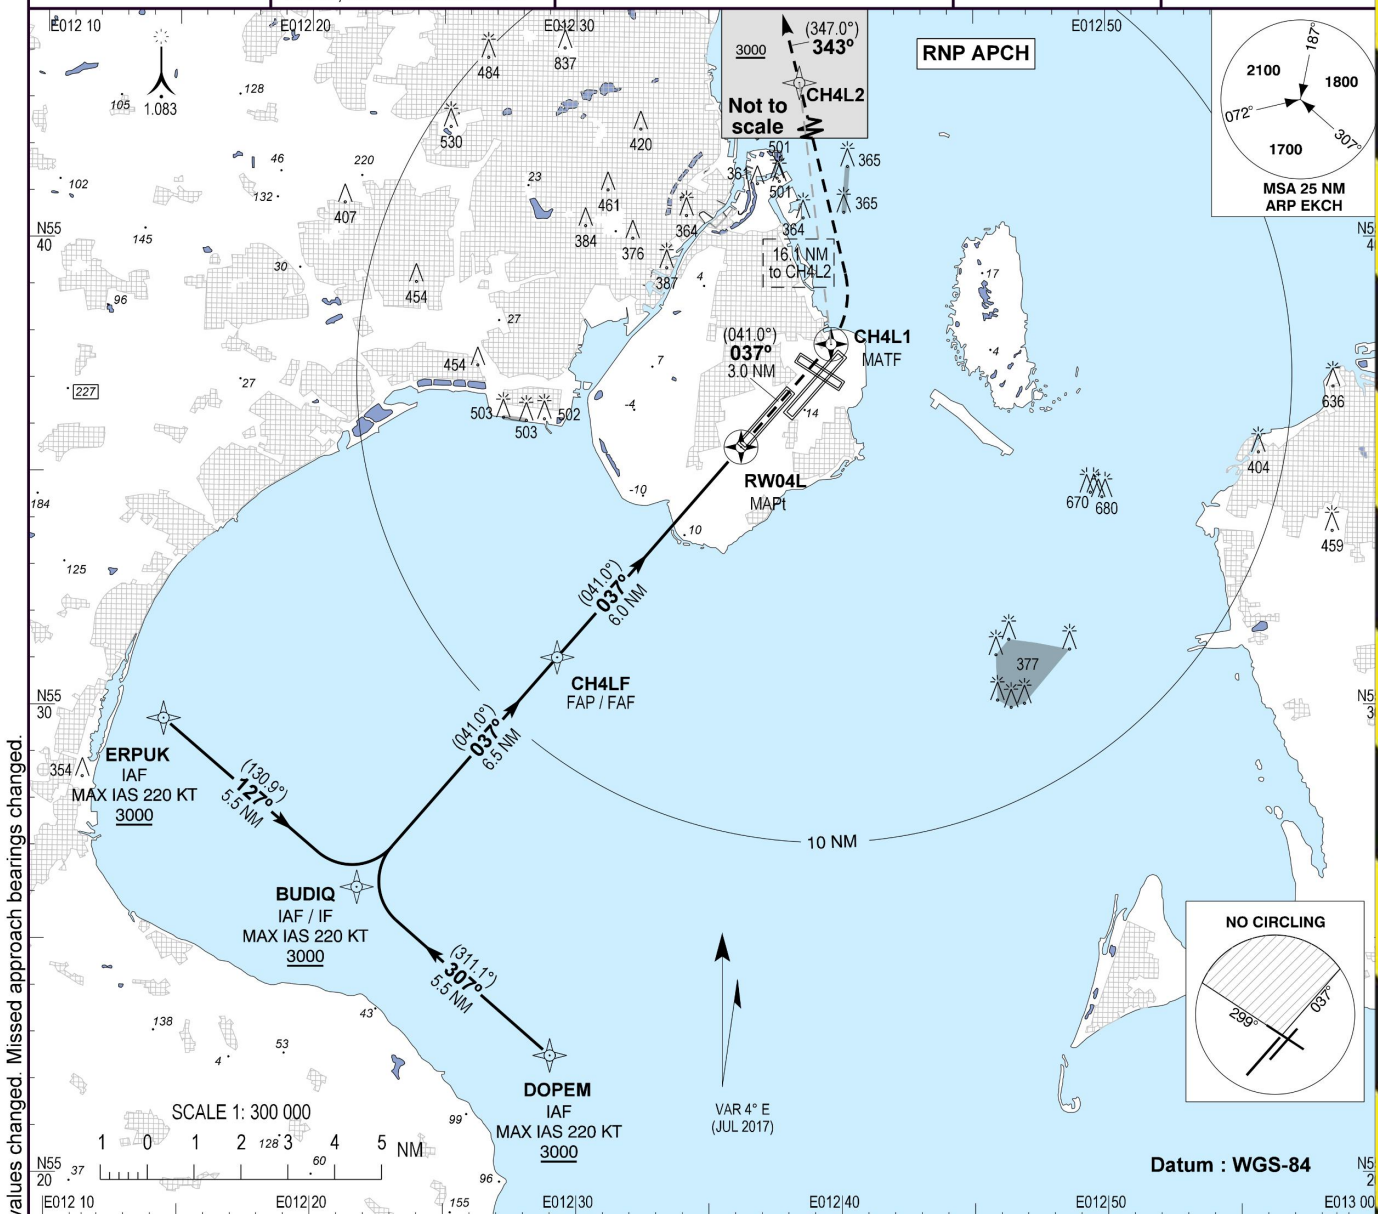 E012 10
E012 20
E012 30
E012 50
(347.0°)
343º
3000
CH4L2
Not to
scale
RNP APCH
187°
2100
1800
072°
307°
1700
MSA 25 NM
ARP EKCH
1.083
105
128
484
837
530
420
46
220
102
132
407
23
461
384
376
364
361
501
501
364
365
365
N55
40
N55
145
30
96
454
387
4
16.1 NM
to CH4L2
17
4
27
454
7
(041.0°)
037º
3.0 NM
CH4L1
MATF
227
27
503
503
502
-4
14
636
404
RW04L
MAPt
670
680
459
184
-10
10
125
(041.0°)
037º
6.0 NM
377
CH4LF
FAP / FAF
N55
30
N55
(041.0°)
037º
6.5 NM
ERPUK
IAF
MAX IAS 220 KT
3000
354
(130.9°)
127º
5.5 NM
10 NM
BUDIQ
IAF / IF
MAX IAS 220 KT
3000
(311.1°)
307º
5.5 NM
NO CIRCLING
299°
037°
43
138
4
53
DOPEM
IAF
MAX IAS 220 KT
3000
VAR 4° E
(JUL 2017)
SCALE 1: 300 000
1 0 1 2 3 4 5 NM
128
60
99
96
155
37
Datum : WGS-84
N55
20
N55
E012 10
E012 20
E012 30
E012 40
E012 50
E013 00
values changed. Missed approach bearings changed.